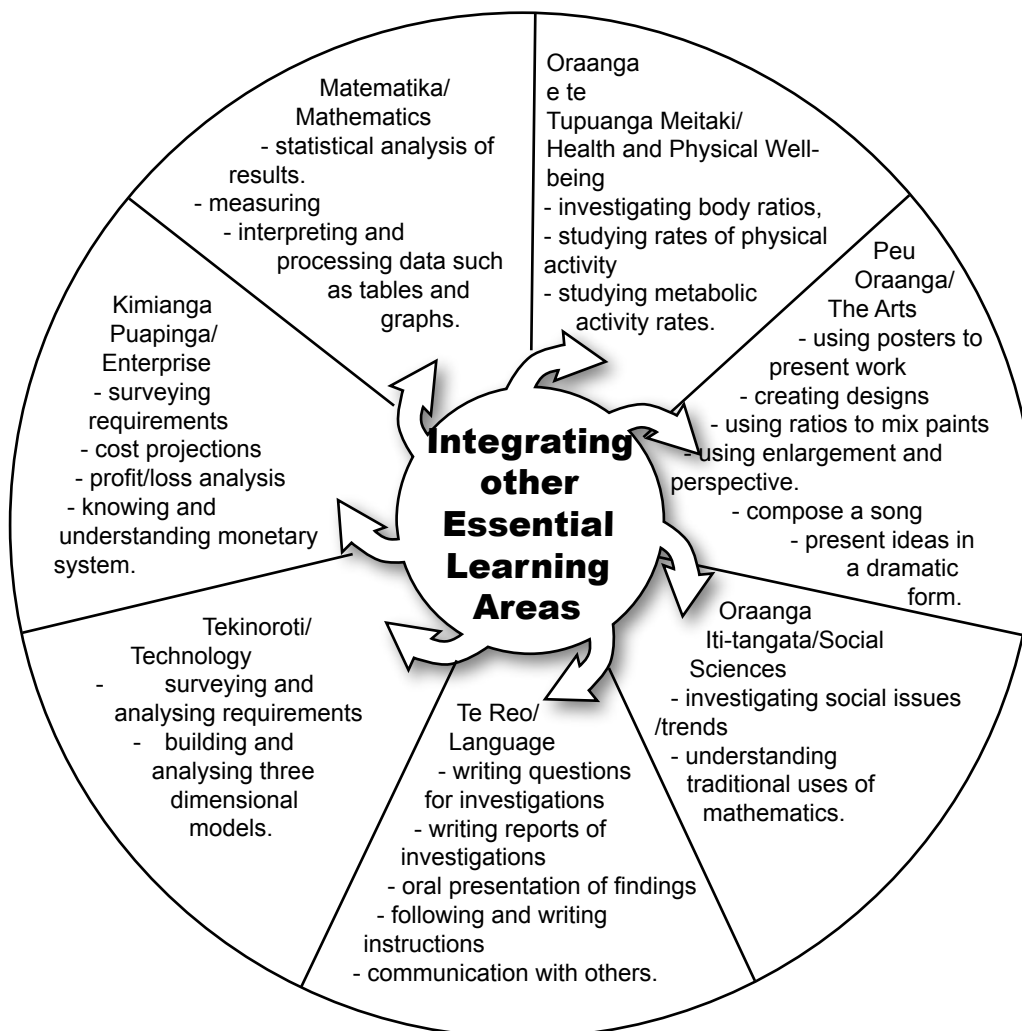 Matematika/
Mathematics
- statistical analysis of
results.
- measuring
- interpreting and
processing data such
as tables and
graphs.
Oraanga
e te
Tupuanga Meitaki/
Health and Physical Well-
being
- investigating body ratios,
- studying rates of physical
activity
- studying metabolic
activity rates.
Peu
Oraanga/
The Arts
- using posters to
present work
- creating designs
- using ratios to mix paints
- using enlargement and
perspective.
- compose a song
- present ideas in
a dramatic
form.
Oraanga
Iti-tangata/Social
Sciences
- investigating social issues
/trends
- understanding
traditional uses of
mathematics.
Te Reo/
Language
- writing questions
for investigations
- writing reports of
investigations
- oral presentation of findings
- following and writing
instructions
- communication with others.
Tekinoroti/
Technology
- surveying and
analysing requirements
- building and
analysing three
dimensional
models.
Kimianga
Puapinga/
Enterprise
- surveying
requirements
- cost projections
- profit/loss analysis
- knowing and
understanding monetary
system.
Integrating
other
Essential
Learning
Areas